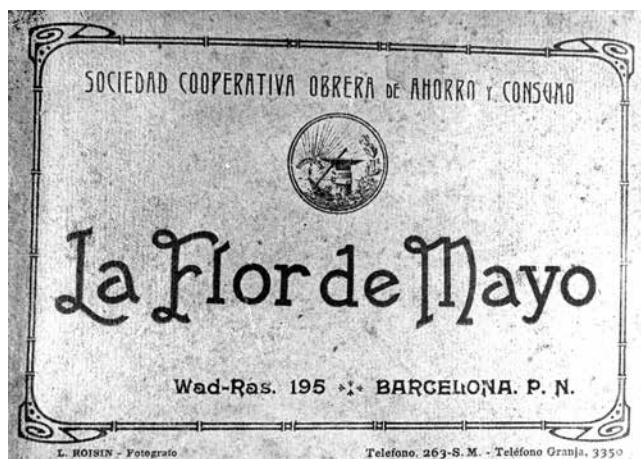 SOCIEDAD COOPERATIVA OBRERA DE AHORRO Y CONSUMO
La Flor de Mayo
Wad-Ras. 195 BARCELONA. P. N.
L. ROISIN - Fotografo Telefono. 263-S. M. - Teléfono Granja, 3350